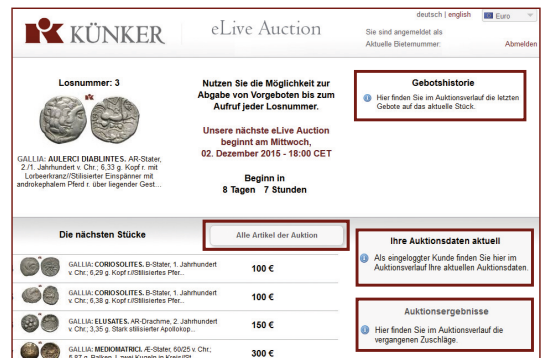 deutsch | english
Euro
KÜNKER
eLive Auction
Sie sind angemeldet als
Aktuelle Bieternummer:
Abmelden
Losnummer: 3
GALLIA: AULERCI DIABLINTES. AR-Stater,
2./1. Jahrhundert v. Chr.; 6,33 g. Kopf r. mit
Lorbeerkranz//Stilisierter Einspänner mit
androkephalem Pferd r. über liegender Gest...
Nutzen Sie die Möglichkeit zur
Abgabe von Vorgeboten bis zum
Aufruf jeder Losnummer.
Unsere nächste eLive Auction
beginnt am Mittwoch,
02. Dezember 2015 - 18:00 CET
Beginn in
8 Tagen 7 Stunden
Gebotshistorie
Hier finden Sie im Auktionsverlauf die letzten
Gebote auf das aktuelle Stück.
Die nächsten Stücke
Alle Artikel der Auktion
GALLIA: CORIOSOLITES. B-Stater, 1. Jahrhundert
v. Chr.; 6,29 g. Kopf r.//Stilisiertes Pfer...
100 €
GALLIA: CORIOSOLITES. B-Stater, 1. Jahrhundert
v. Chr.; 6,38 g. Kopf r.//Stilisiertes Pfer...
100 €
GALLIA: ELUSATES. AR-Drachme, 2. Jahrhundert
v. Chr.; 3,35 g. Stark stilisierter Apollokop...
150 €
GALLIA: MEDIOMATRICI. Æ-Stater, 60/25 v. Chr.;
5,87 g. Balken, I, zwei Kugeln in Kreis//St...
300 €
Ihre Auktionsdaten aktuell
Als eingeloggter Kunde finden Sie hier im
Auktionsverlauf Ihre aktuellen Auktionsdaten.
Auktionsergebnisse
Hier finden Sie im Auktionsverlauf die
vergangenen Zuschläge.